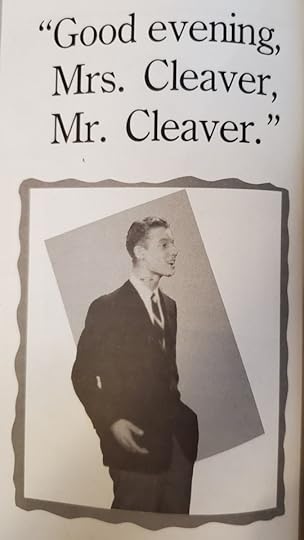 “Good evening,
Mrs. Cleaver,
Mr. Cleaver.”